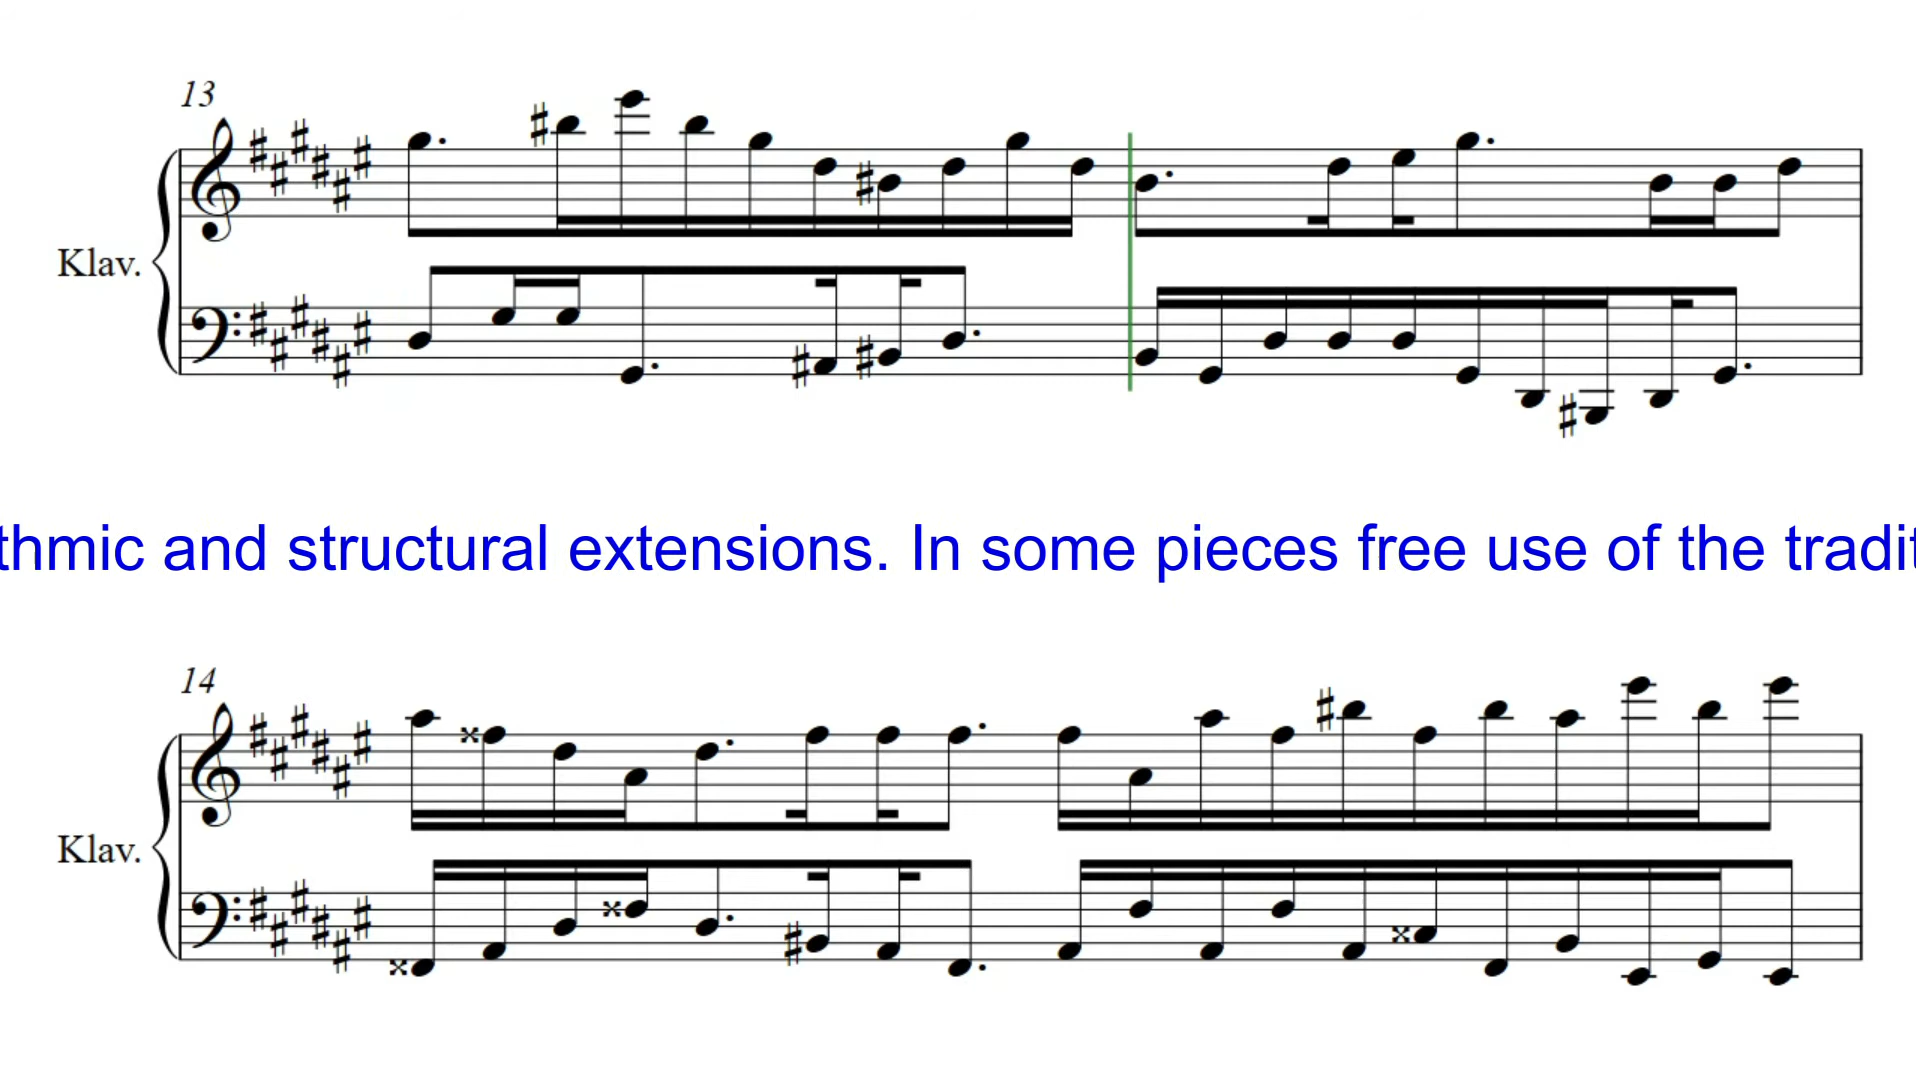 13
Klav.
thmic and structural extensions. In some pieces free use of the tradit
14
Klav.